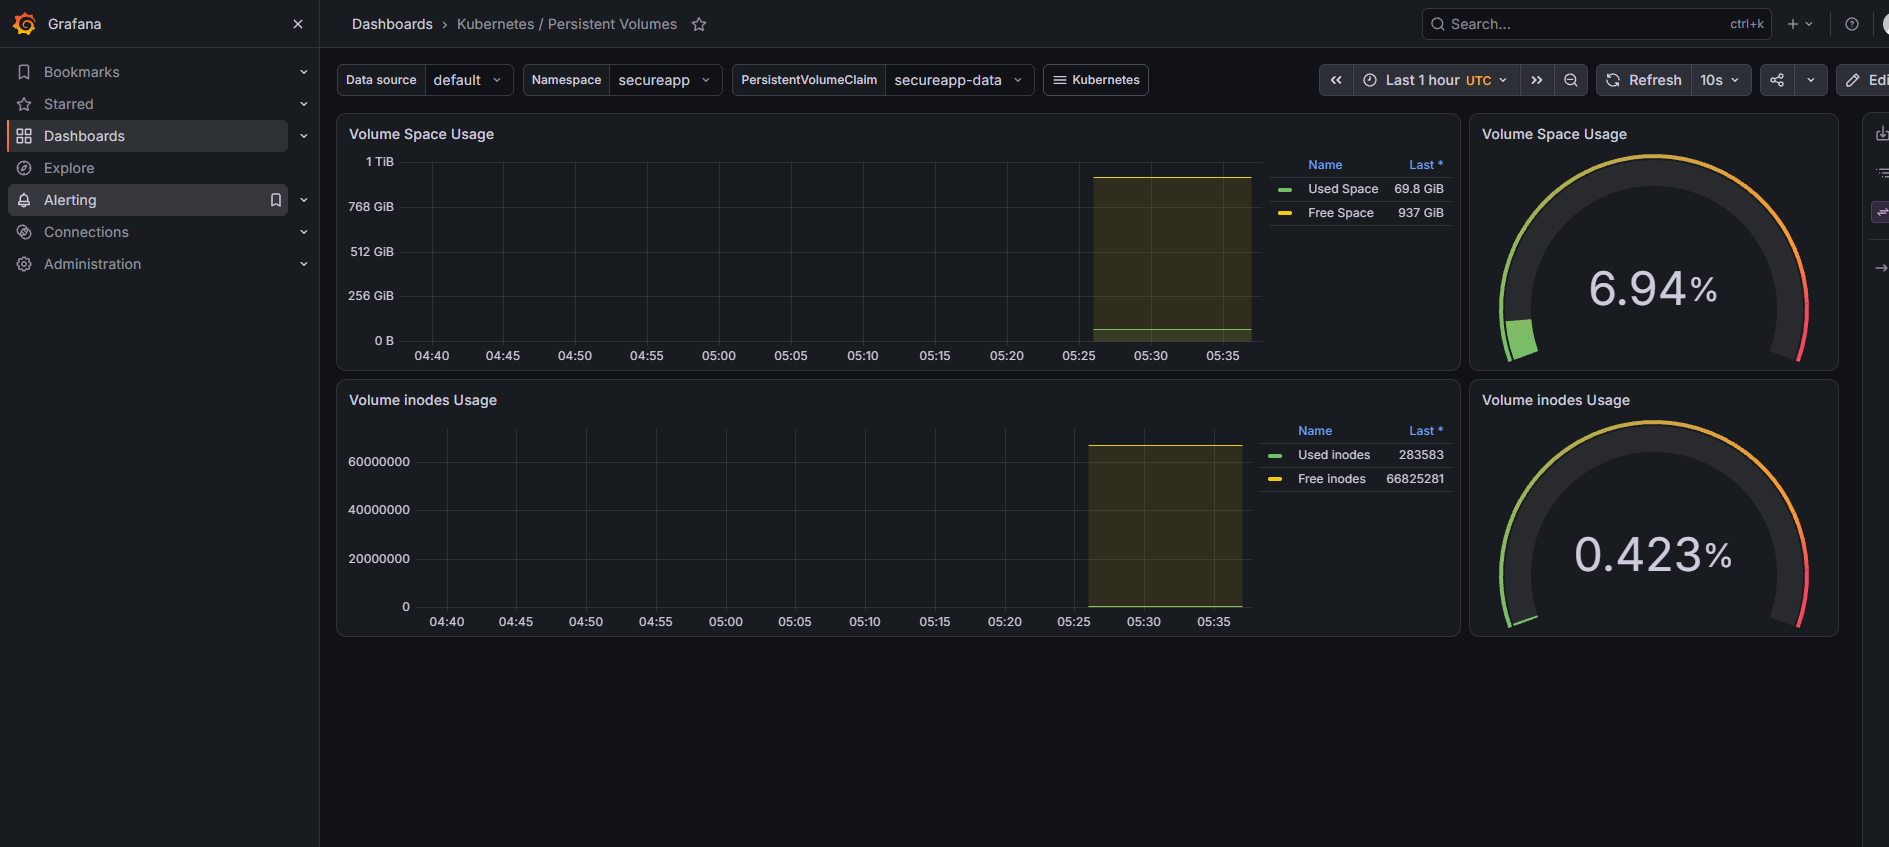 Grafana
Dashboards › Kubernetes / Persistent Volumes
Search...
ctrl+k
Bookmarks
Starred
Dashboards
Explore
Alerting
Connections
Administration
Data source default
Namespace secureapp
PersistentVolumeClaim secureapp-data
Kubernetes
Last 1 hour UTC
Refresh
10s
Edi
Volume Space Usage
1 TiB
768 GiB
512 GiB
256 GiB
0 B
04:40 04:45 04:50 04:55 05:00 05:05 05:10 05:15 05:20 05:25 05:30 05:35
Name Last *
Used Space 69.8 GiB
Free Space 937 GiB
Volume Space Usage
6.94%
Volume inodes Usage
60000000
40000000
20000000
0
04:40 04:45 04:50 04:55 05:00 05:05 05:10 05:15 05:20 05:25 05:30 05:35
Name Last *
Used inodes 283583
Free inodes 66825281
Volume inodes Usage
0.423%